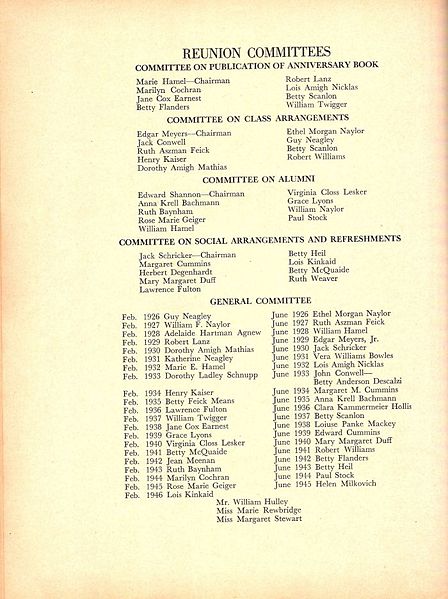 REUNION COMMITTEES
COMMITTEE ON PUBLICATION OF ANNIVERSARY BOOK
Marie Hamel—Chairman
Marilyn Cochran
Jane Cox Earnest
Betty Flanders
Robert Lanz
Lois Amigh Nicklas
Betty Scanlon
William Twigger
COMMITTEE ON CLASS ARRANGEMENTS
Edgar Meyers—Chairman
Jack Conwell
Ruth Aszman Feick
Henry Kaiser
Dorothy Amigh Mathias
Ethel Morgan Naylor
Guy Neagley
Betty Scanlon
Robert Williams
COMMITTEE ON ALUMNI
Edward Shannon—Chairman
Anna Krell Bachmann
Ruth Baynham
Rose Marie Geiger
William Hamel
Virginia Closs Lesker
Grace Lyons
William Naylor
Paul Stock
COMMITTEE ON SOCIAL ARRANGEMENTS AND REFRESHMENTS
Jack Schricker—Chairman
Margaret Cummins
Herbert Degenhardt
Mary Margaret Duff
Lawrence Fulton
Betty Heil
Lois Kinkaid
Betty McQuaide
Ruth Weaver
GENERAL COMMITTEE
Feb. 1926 Guy Neagley
Feb. 1927 William F. Naylor
Feb. 1928 Adelaide Hartman Agnew
Feb. 1929 Robert Lanz
Feb. 1930 Dorothy Amigh Mathias
Feb. 1931 Katherine Neagley
Feb. 1932 Marie E. Hamel
Feb. 1933 Dorothy Ladley Schnupp
Feb. 1934 Henry Kaiser
Feb. 1935 Betty Feick Means
Feb. 1936 Lawrence Fulton
Feb. 1937 William Twigger
Feb. 1938 Jane Cox Earnest
Feb. 1939 Grace Lyons
Feb. 1940 Virginia Closs Lesker
Feb. 1941 Betty McQuaide
Feb. 1942 Jean Meenan
Feb. 1943 Ruth Baynham
Feb. 1944 Marilyn Cochran
Feb. 1945 Rose Marie Geiger
Feb. 1946 Lois Kinkaid
June 1926 Ethel Morgan Naylor
June 1927 Ruth Aszman Feick
June 1928 William Hamel
June 1929 Edgar Meyers, Jr.
June 1930 Jack Schricker
June 1931 Vera Williams Bowles
June 1932 Lois Amigh Nicklas
June 1933 John Conwell—
Betty Anderson Descalzi
June 1934 Margaret M. Cummins
June 1935 Anna Krell Bachmann
June 1936 Clara Kammermeier Hollis
June 1937 Betty Scanlon
June 1938 Loiuse Panke Mackey
June 1939 Edward Cummins
June 1940 Mary Margaret Duff
June 1941 Robert Williams
June 1942 Betty Flanders
June 1943 Betty Heil
June 1944 Paul Stock
June 1945 Helen Milkovich
Mr. William Hulley
Miss Marie Rewbridge
Miss Margaret Stewart